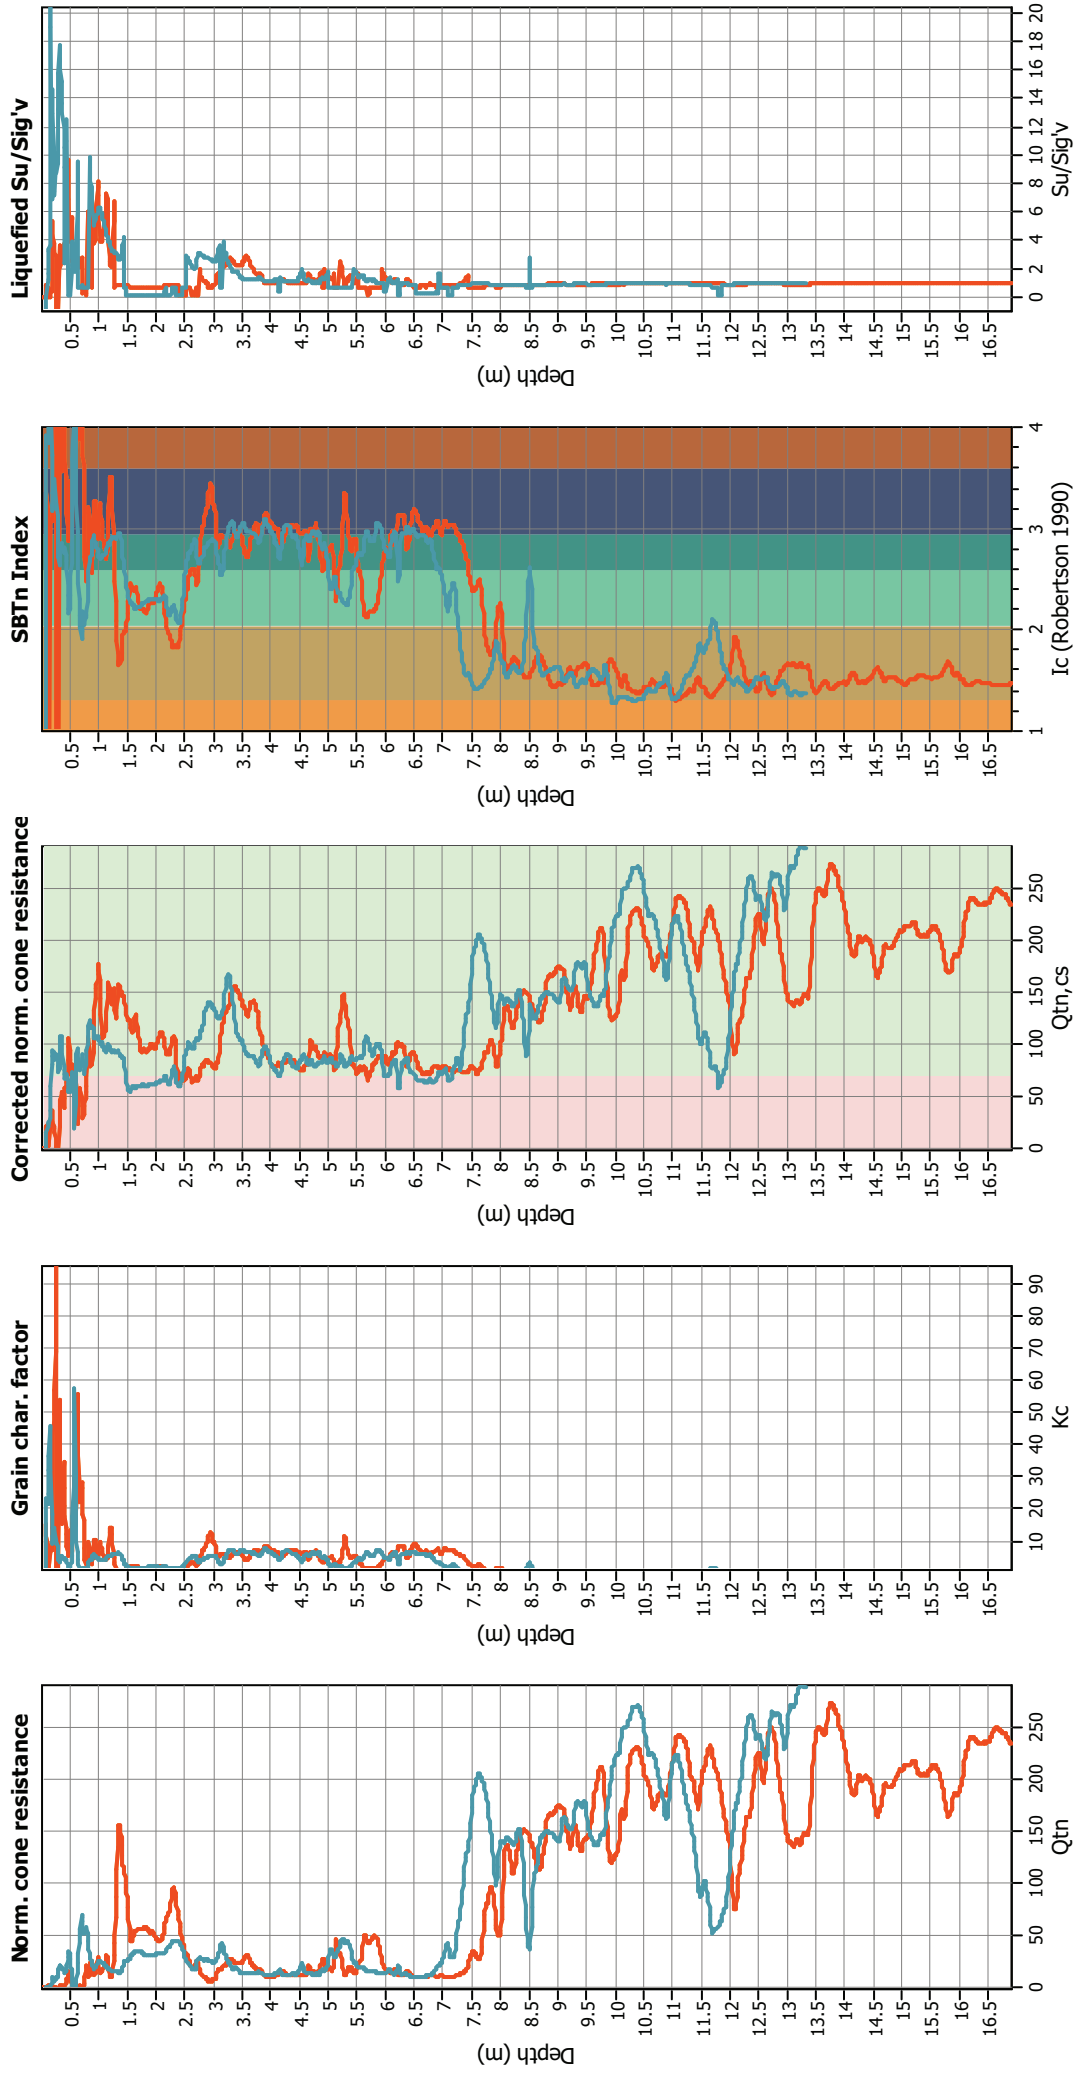 Norm. cone resistance
Depth (m)
0.5 1 1.5 2 2.5 3 3.5 4 4.5 5 5.5 6 6.5 7 7.5 8 8.5 9 9.5 10 10.5 11 11.5 12 12.5 13 13.5 14 14.5 15 15.5 16 16.5
0 50 100 150 200 250
Qtn
Grain char. factor
Depth (m)
0.5 1 1.5 2 2.5 3 3.5 4 4.5 5 5.5 6 6.5 7 7.5 8 8.5 9 9.5 10 10.5 11 11.5 12 12.5 13 13.5 14 14.5 15 15.5 16 16.5
10 20 30 40 50 60 70 80 90
Kc
Corrected norm. cone resistance
Depth (m)
0.5 1 1.5 2 2.5 3 3.5 4 4.5 5 5.5 6 6.5 7 7.5 8 8.5 9 9.5 10 10.5 11 11.5 12 12.5 13 13.5 14 14.5 15 15.5 16 16.5
0 50 100 150 200 250
Qtn,cs
SBTn Index
Depth (m)
0.5 1 1.5 2 2.5 3 3.5 4 4.5 5 5.5 6 6.5 7 7.5 8 8.5 9 9.5 10 10.5 11 11.5 12 12.5 13 13.5 14 14.5 15 15.5 16 16.5
1 2 3 4
Ic (Robertson 1990)
Liquefied Su/Sig'v
Depth (m)
0.5 1 1.5 2 2.5 3 3.5 4 4.5 5 5.5 6 6.5 7 7.5 8 8.5 9 9.5 10 10.5 11 11.5 12 12.5 13 13.5 14 14.5 15 15.5 16 16.5
0 2 4 6 8 10 12 14 16 18 20
Su/Sig'v